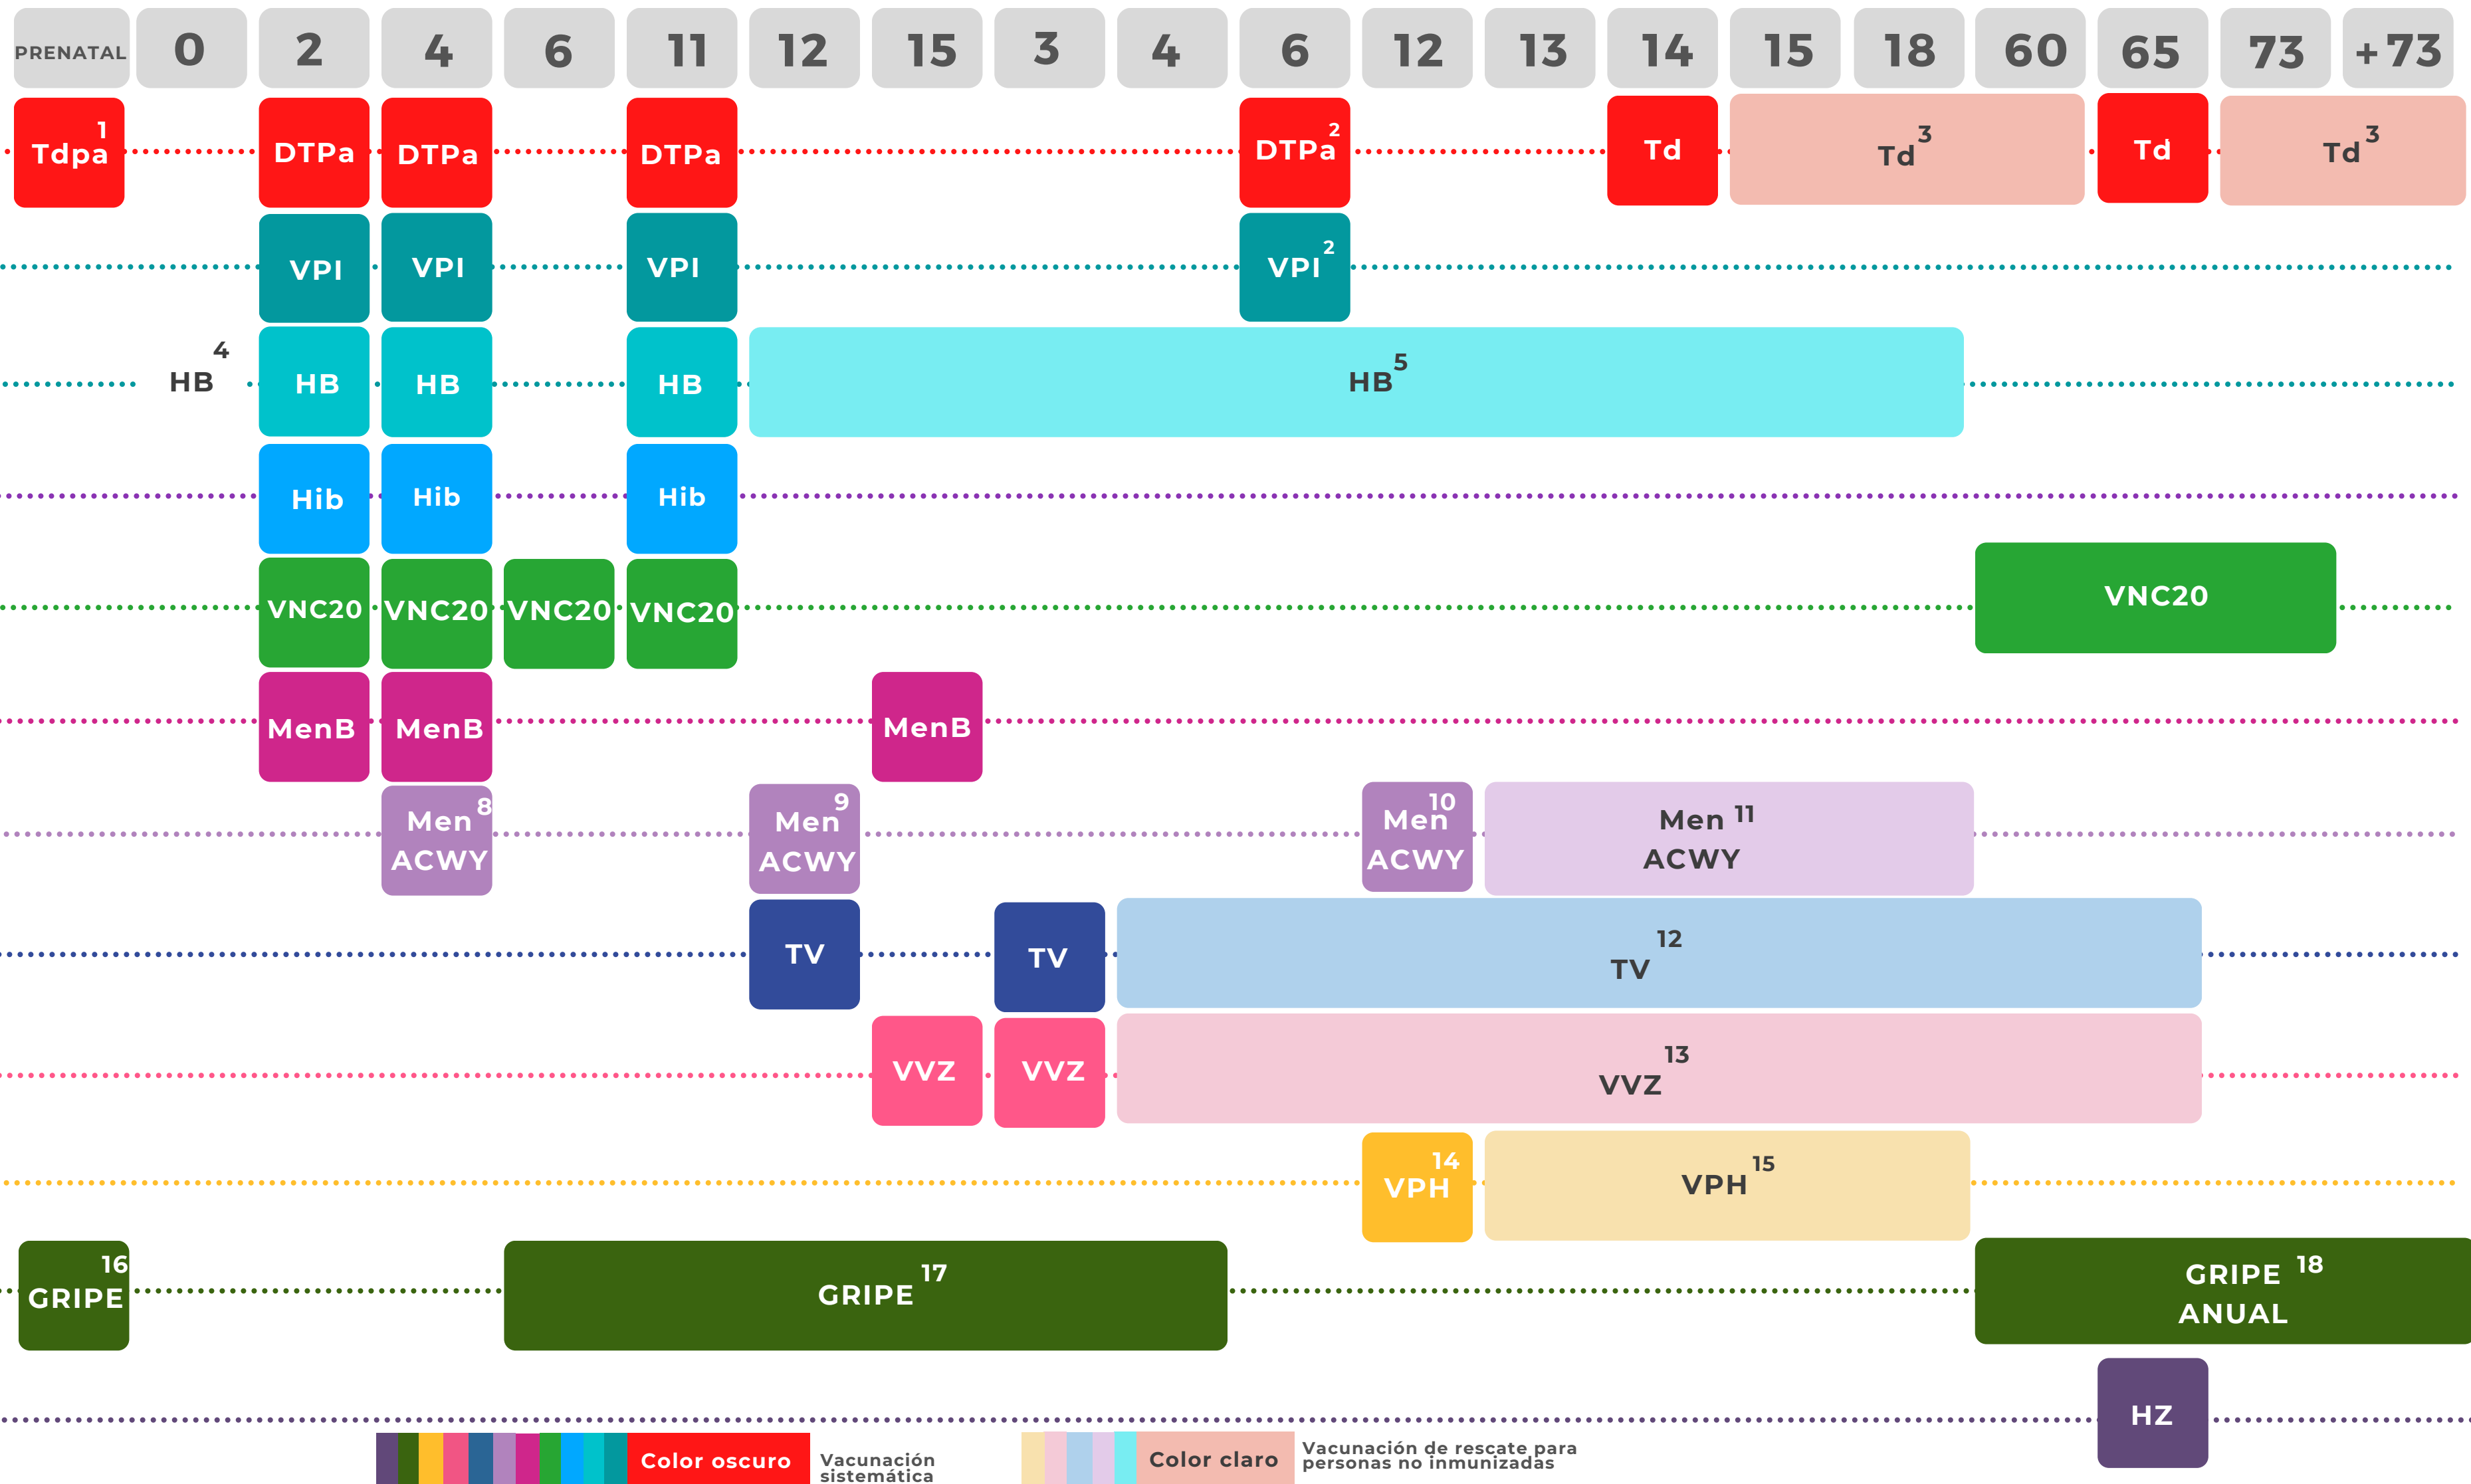 PRENATAL 0 2 4 6 11 12 15 3 4 6 12 13 14 15 18 60 65 73 +73
Tdpa 1 DTPa DTPa DTPa DTPa 2 Td Td 3 Td Td 3
VPI VPI VPI VPI 2
HB 4 HB HB HB HB 5
Hib Hib Hib
VNC20 VNC20 VNC20 VNC20 VNC20
MenB MenB MenB
Men 8 Men 9 Men 10 Men 11
ACWY ACWY ACWY ACWY
TV TV TV 12
VVZ VVZ VVZ 13
VPH 14 VPH 15
GRIPE 16 GRIPE 17 GRIPE 18
ANUAL
HZ
Color oscuro Vacunación
sistemática
Color claro Vacunación de rescate para
personas no inmunizadas